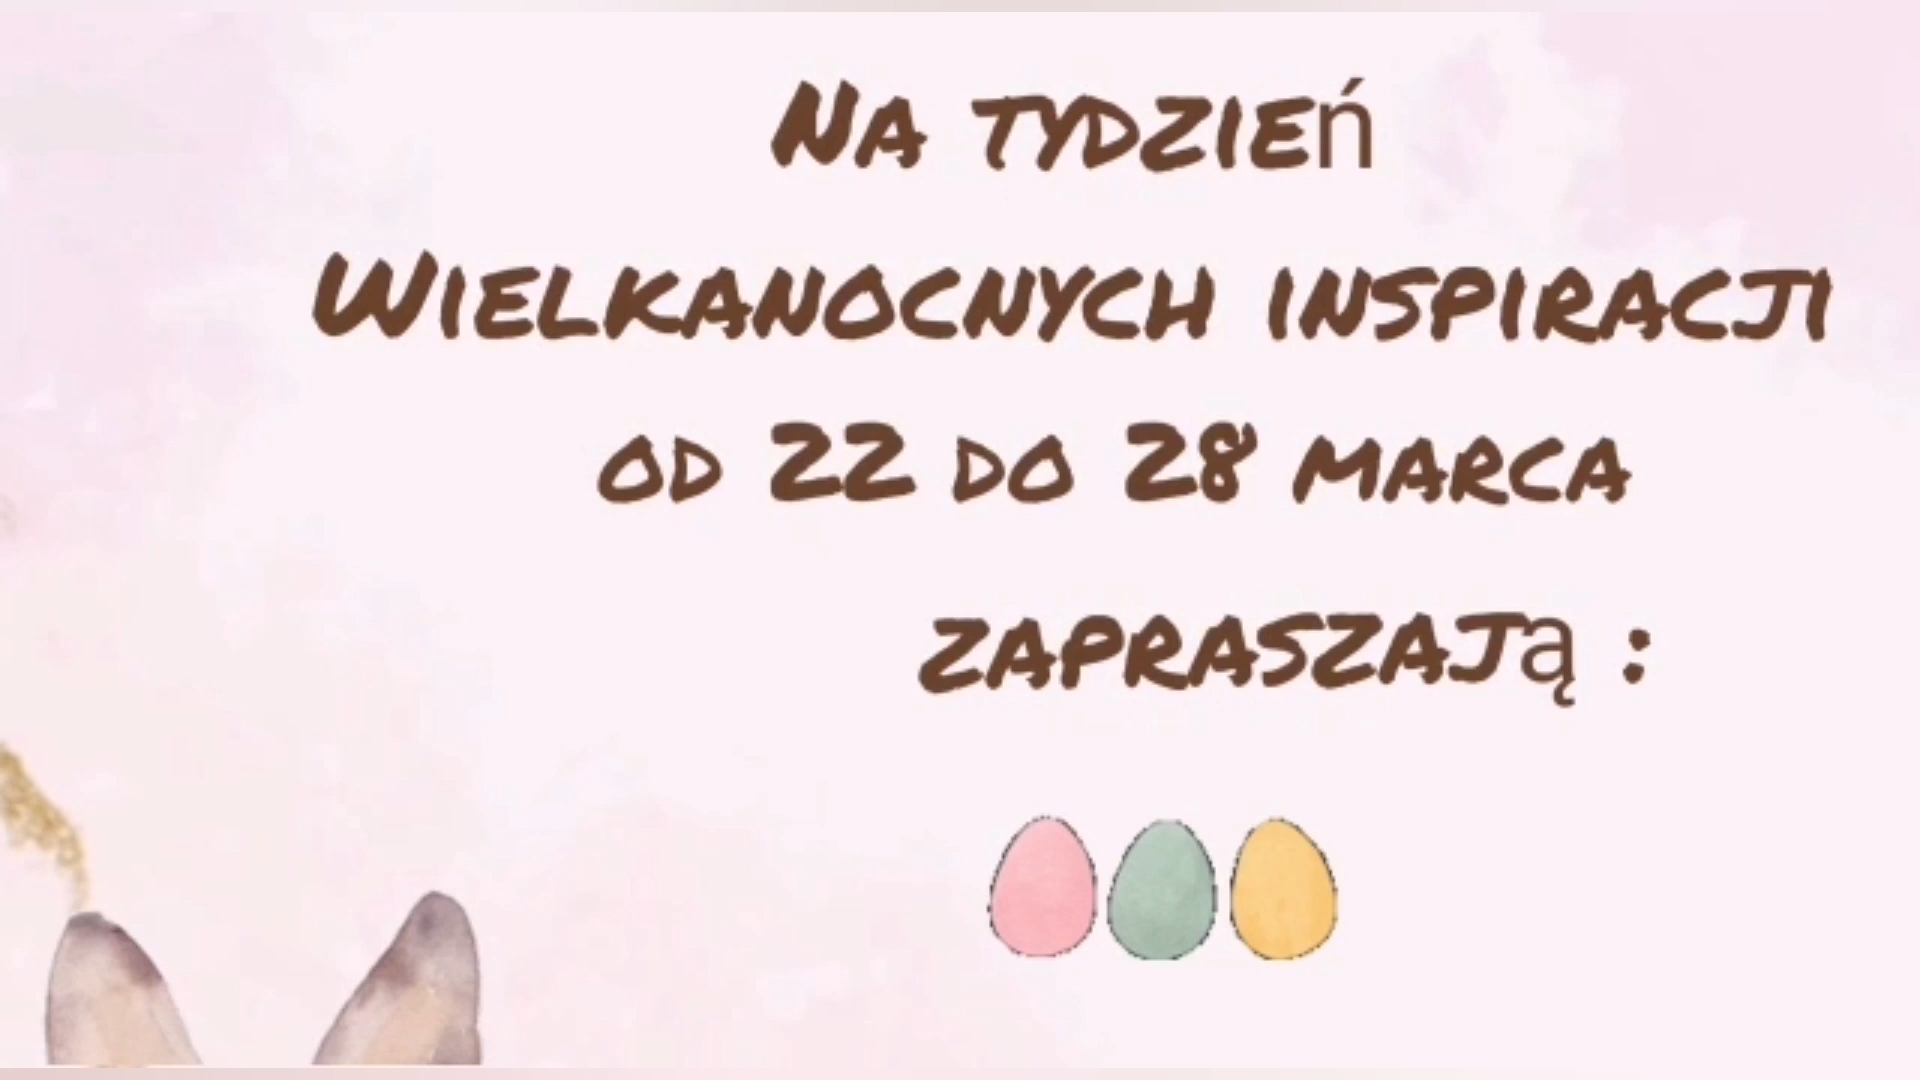 Na tydzień
Wielkanocnych inspiracji
od 22 do 28 marca
zapraszają :